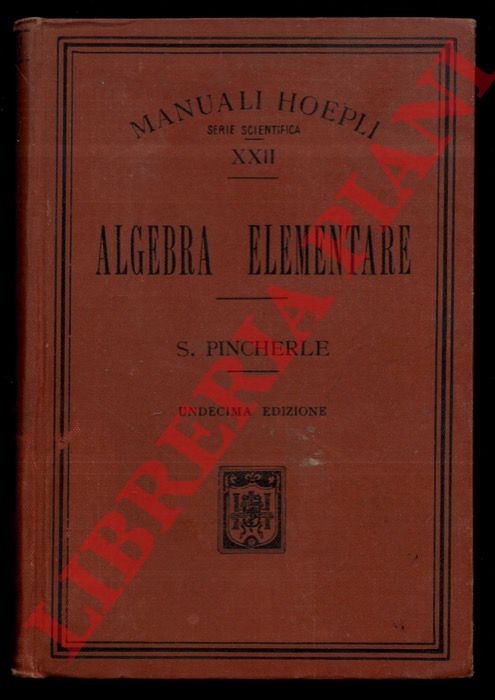 MANUALI HOEPLI
SERIE SCIENTIFICA
XXII
ALGEBRA ELEMENTARE
S. PINCHERLE
UNDECIMA EDIZIONE
LIBRERIA PIANI